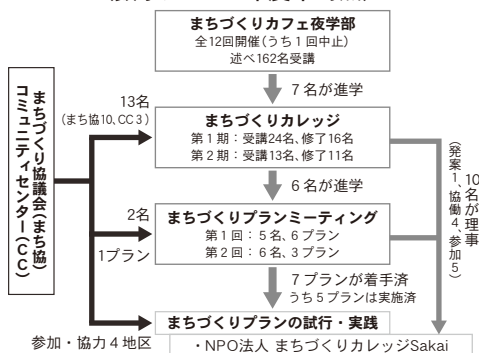 まちづくりカフェ夜学部
全12回開催（うち1回中止）
述べ162名受講
7名が進学
まちづくり協議会（まち協）
コミュニティセンター（CC）
13名
（まち協10、CC3）
まちづくりカレッジ
第1期：受講24名、修了16名
第2期：受講13名、修了11名
6名が進学
10名が理事
（発案1、協働4、参加5）
2名
1プラン
まちづくりプランミーティング
第1回：5名、6プラン
第2回：6名、3プラン
7プランが着手済
うち5プランは実施済
まちづくりプランの試行・実践
参加・協力4地区
・NPO法人 まちづくりカレッジSakai